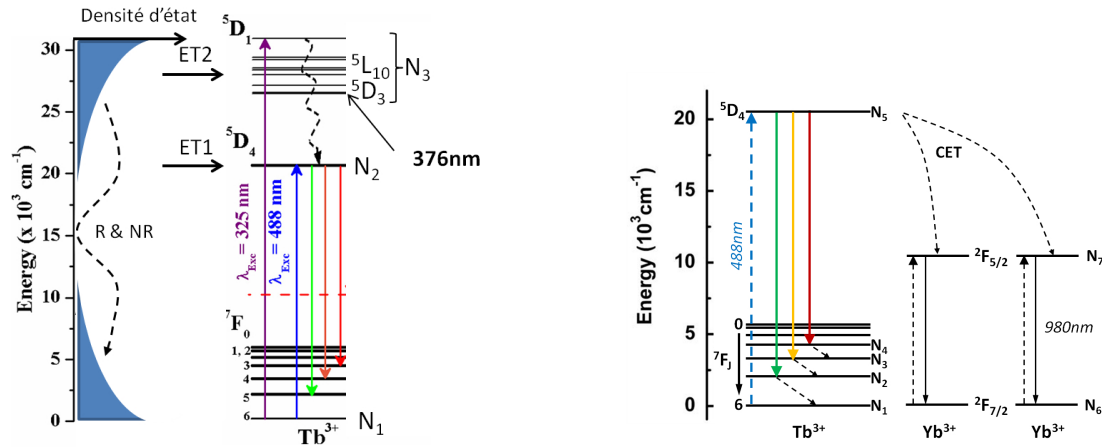 Densité d'état
Energy (x 10³ cm⁻¹)
30
25
20
15
10
5
0
ET2
ET1
R & NR
⁵D₁
⁵L₁₀
⁵D₃
N₃
376nm
⁵D₄
N₂
λExc = 325 nm
λExc = 488 nm
⁷F₀
1, 2
3
4
5
6
N₁
Tb³⁺
Energy (10³cm⁻¹)
20
15
10
5
0
⁵D₄
N₅
CET
488nm
²F₅/₂
N₇
980nm
0
⁷FJ
6
N₄
N₃
N₂
N₁
²F₇/₂
N₆
Tb³⁺
Yb³⁺
Yb³⁺